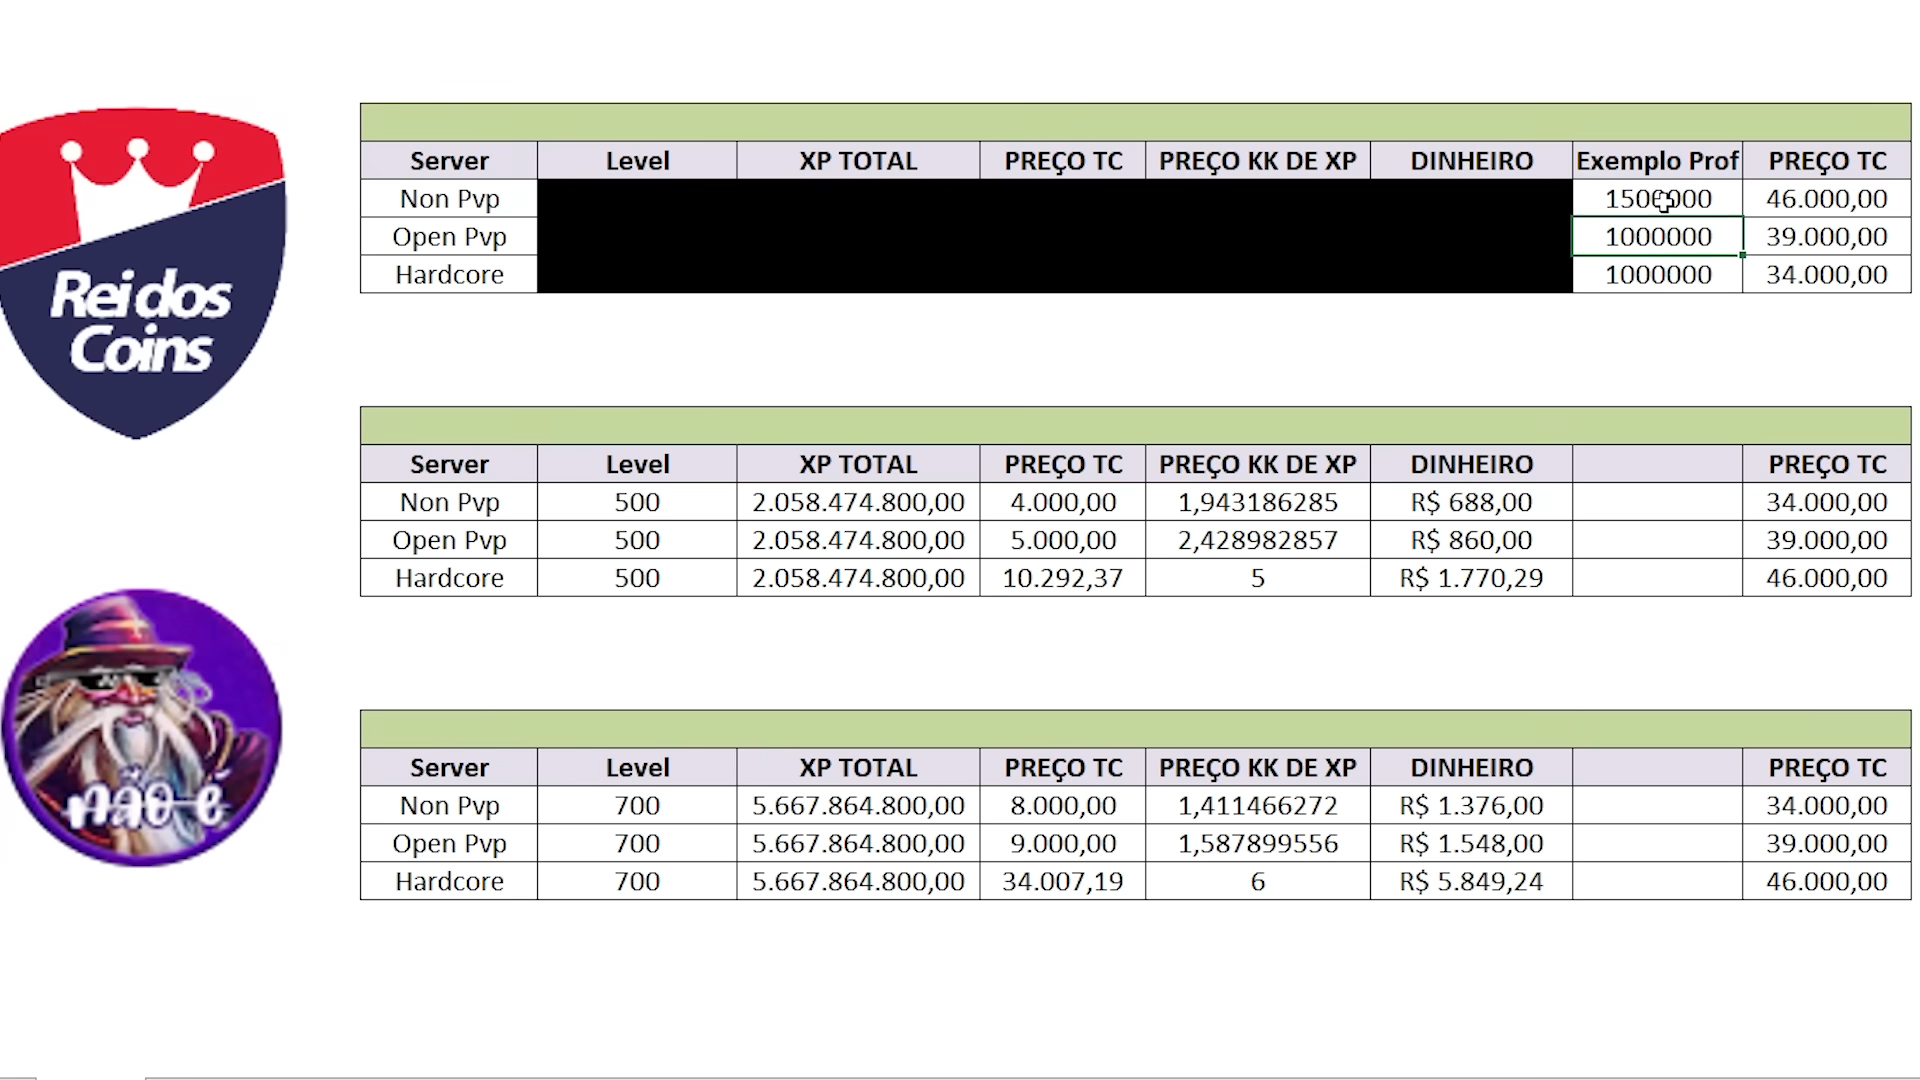 Rei dos
Coins
não é
Server Level XP TOTAL PREÇO TC PREÇO KK DE XP DINHEIRO Exemplo Prof PREÇO TC
Non Pvp 1500000 46.000,00
Open Pvp 1000000 39.000,00
Hardcore 1000000 34.000,00
Server Level XP TOTAL PREÇO TC PREÇO KK DE XP DINHEIRO PREÇO TC
Non Pvp 500 2.058.474.800,00 4.000,00 1,943186285 R$ 688,00 34.000,00
Open Pvp 500 2.058.474.800,00 5.000,00 2,428982857 R$ 860,00 39.000,00
Hardcore 500 2.058.474.800,00 10.292,37 5 R$ 1.770,29 46.000,00
Server Level XP TOTAL PREÇO TC PREÇO KK DE XP DINHEIRO PREÇO TC
Non Pvp 700 5.667.864.800,00 8.000,00 1,411466272 R$ 1.376,00 34.000,00
Open Pvp 700 5.667.864.800,00 9.000,00 1,587899556 R$ 1.548,00 39.000,00
Hardcore 700 5.667.864.800,00 34.007,19 6 R$ 5.849,24 46.000,00